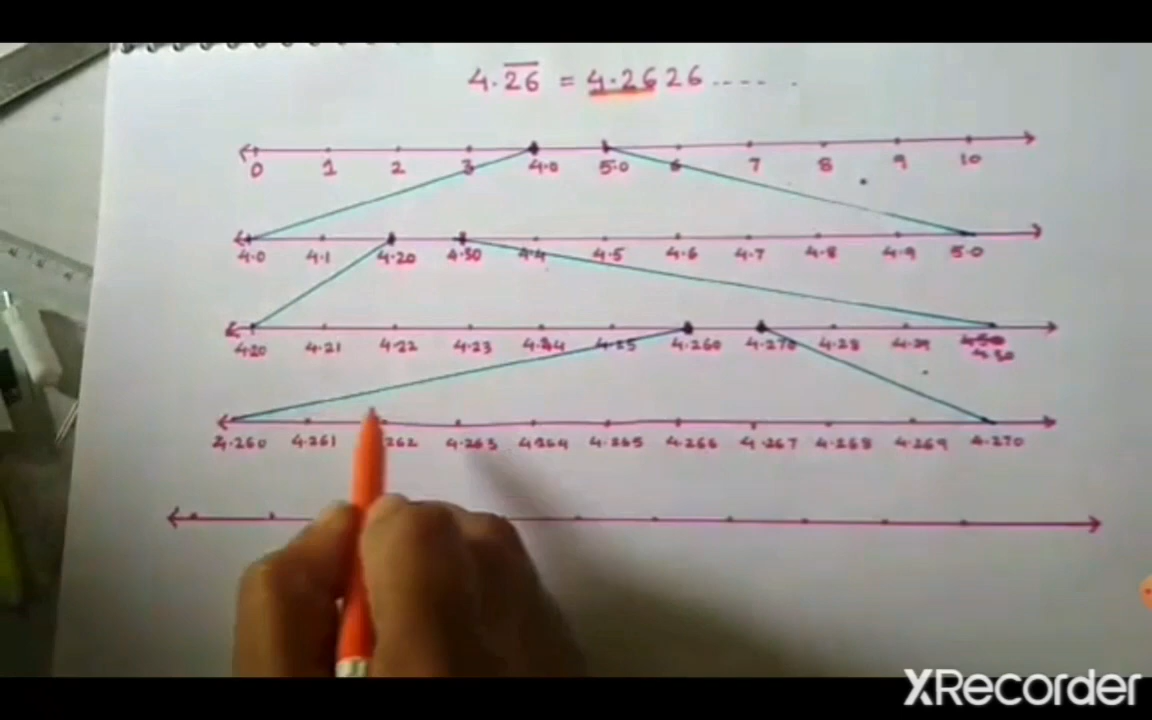 4.2̅6̅ = 4.2626.....
0 1 2 3 4.0 5.0 6 7 8 9 10
4.0 4.1 4.20 4.30 4.4 4.5 4.6 4.7 4.8 4.9 5.0
4.20 4.21 4.22 4.23 4.24 4.25 4.260 4.270 4.28 4.29
4.30
4.260 4.261 262 4.263 4.264 4.265 4.266 4.267 4.268 4.269 4.270
XRecorder